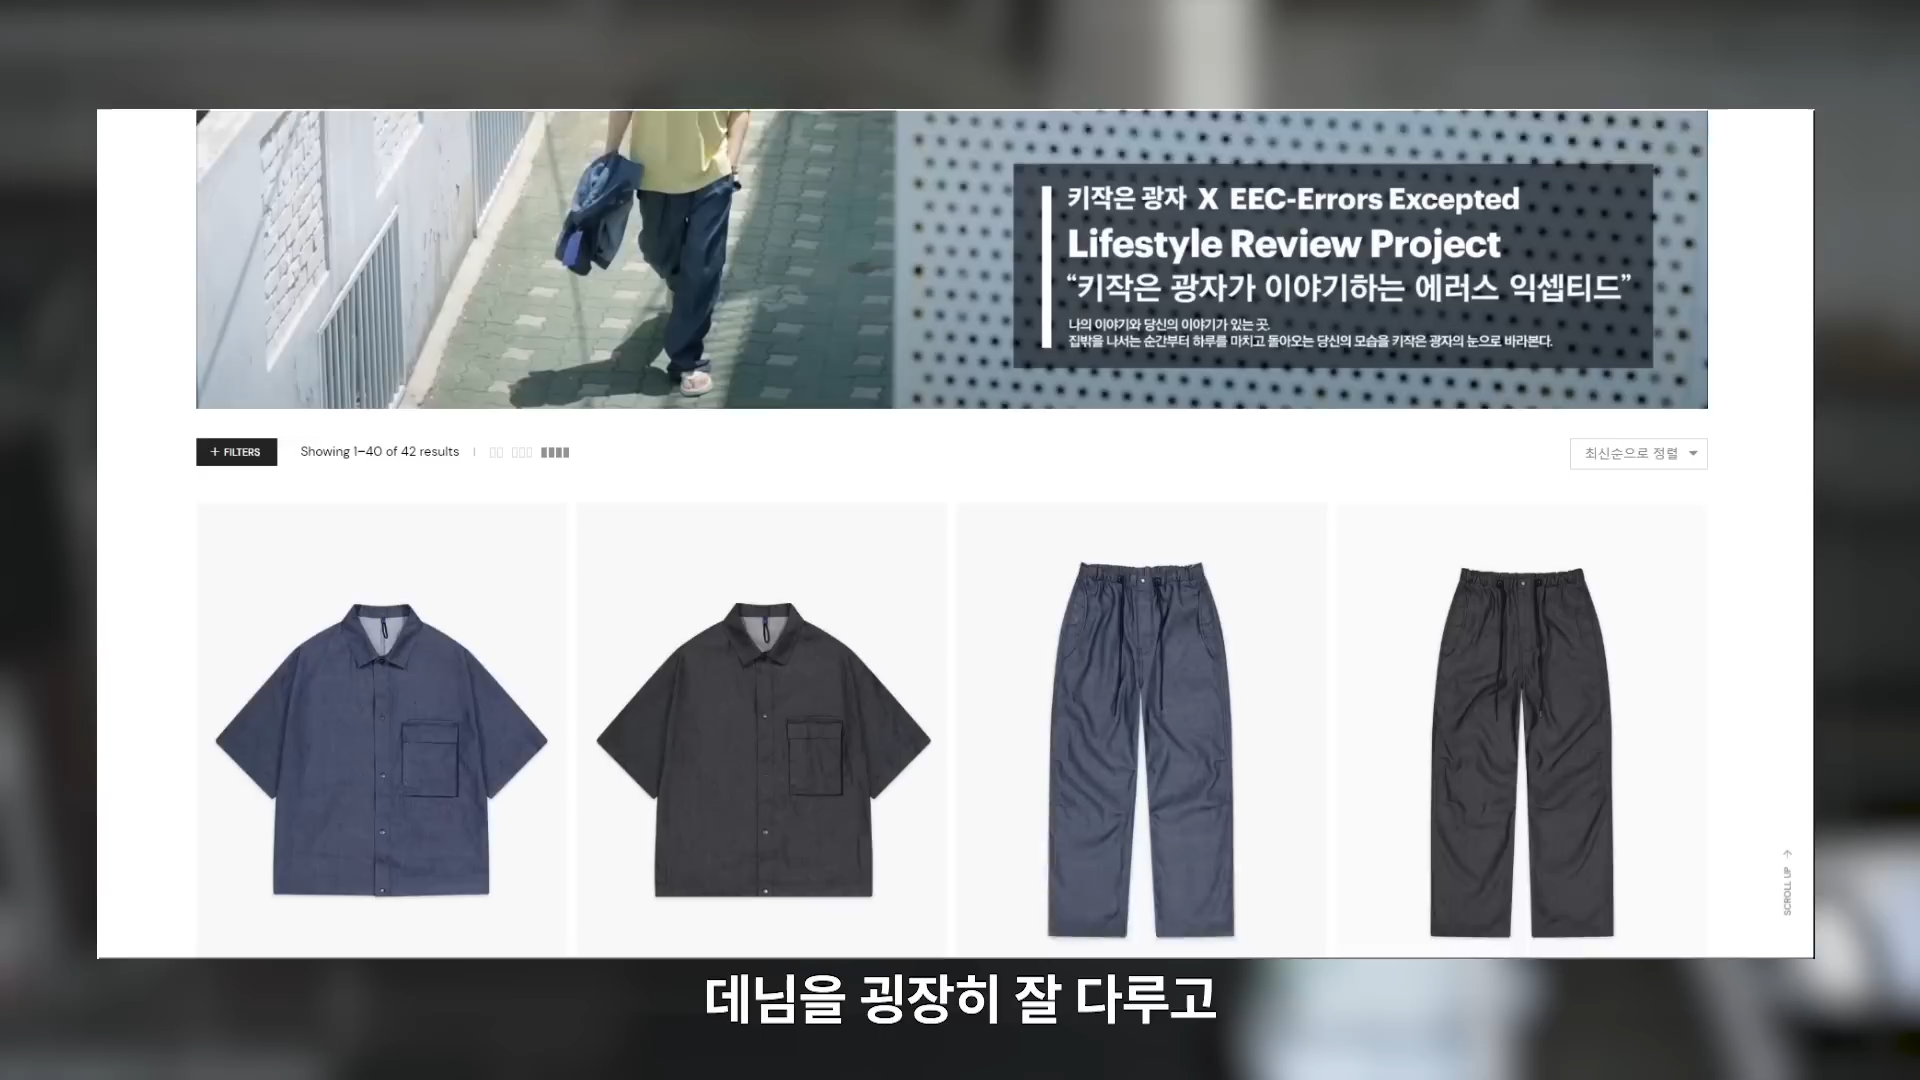 키작은 광자 X EEC-Errors Excepted
Lifestyle Review Project
“키작은 광자가 이야기하는 에러스 익셉티드”
나의 이야기와 당신의 이야기가 있는 곳.
집밖을 나서는 순간부터 하루를 마치고 돌아오는 당신의 모습을 키작은 광자의 눈으로 바라본다.
+ FILTERS
Showing 1–40 of 42 results
최신순으로 정렬
SCROLL UP
데님을 굉장히 잘 다루고